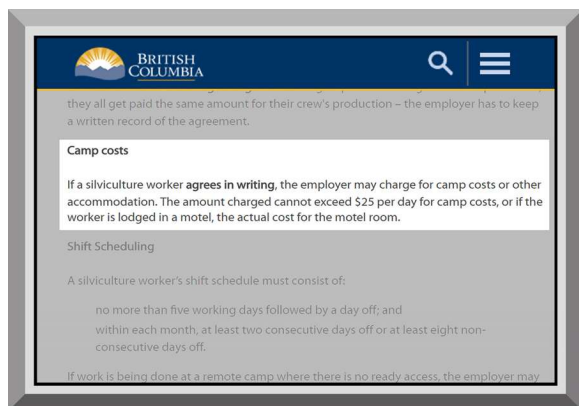 BRITISH
COLUMBIA
they all get paid the same amount for their crew's production – the employer has to keep
a written record of the agreement.
Camp costs
If a silviculture worker agrees in writing, the employer may charge for camp costs or other
accommodation. The amount charged cannot exceed $25 per day for camp costs, or if the
worker is lodged in a motel, the actual cost for the motel room.
Shift Scheduling
A silviculture worker's shift schedule must consist of:
no more than five working days followed by a day off; and
within each month, at least two consecutive days off or at least eight non-
consecutive days off.
If work is being done at a remote camp where there is no ready access, the employer may